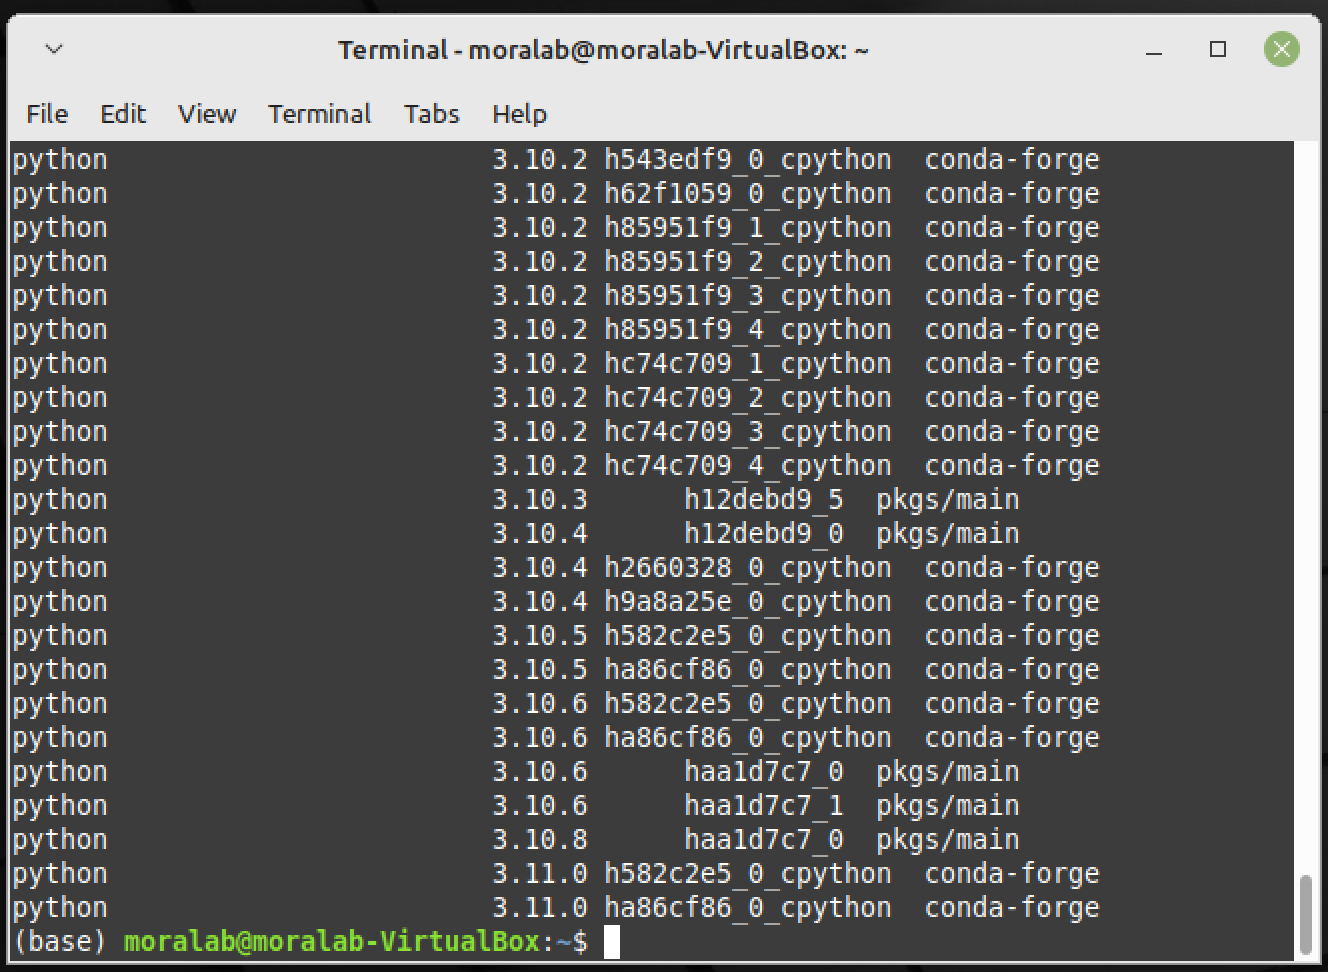 Terminal - moralab@moralab-VirtualBox: ~
File Edit View Terminal Tabs Help
python 3.10.2 h543edf9_0_cpython conda-forge
python 3.10.2 h62f1059_0_cpython conda-forge
python 3.10.2 h85951f9_1_cpython conda-forge
python 3.10.2 h85951f9_2_cpython conda-forge
python 3.10.2 h85951f9_3_cpython conda-forge
python 3.10.2 h85951f9_4_cpython conda-forge
python 3.10.2 hc74c709_1_cpython conda-forge
python 3.10.2 hc74c709_2_cpython conda-forge
python 3.10.2 hc74c709_3_cpython conda-forge
python 3.10.2 hc74c709_4_cpython conda-forge
python 3.10.3 h12debd9_5 pkgs/main
python 3.10.4 h12debd9_0 pkgs/main
python 3.10.4 h2660328_0_cpython conda-forge
python 3.10.4 h9a8a25e_0_cpython conda-forge
python 3.10.5 h582c2e5_0_cpython conda-forge
python 3.10.5 ha86cf86_0_cpython conda-forge
python 3.10.6 h582c2e5_0_cpython conda-forge
python 3.10.6 ha86cf86_0_cpython conda-forge
python 3.10.6 haa1d7c7_0 pkgs/main
python 3.10.6 haa1d7c7_1 pkgs/main
python 3.10.8 haa1d7c7_0 pkgs/main
python 3.11.0 h582c2e5_0_cpython conda-forge
python 3.11.0 ha86cf86_0_cpython conda-forge
(base) moralab@moralab-VirtualBox:~$